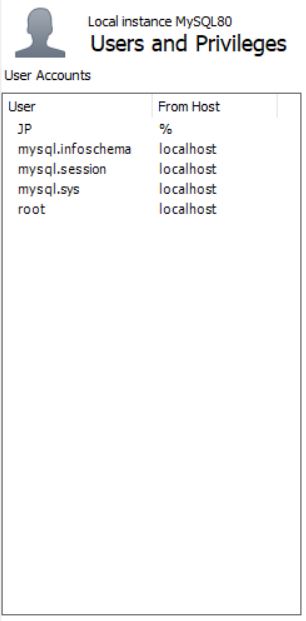 Local instance MySQL80
Users and Privileges
User Accounts
User From Host
JP %
mysql.infoschema localhost
mysql.session localhost
mysql.sys localhost
root localhost